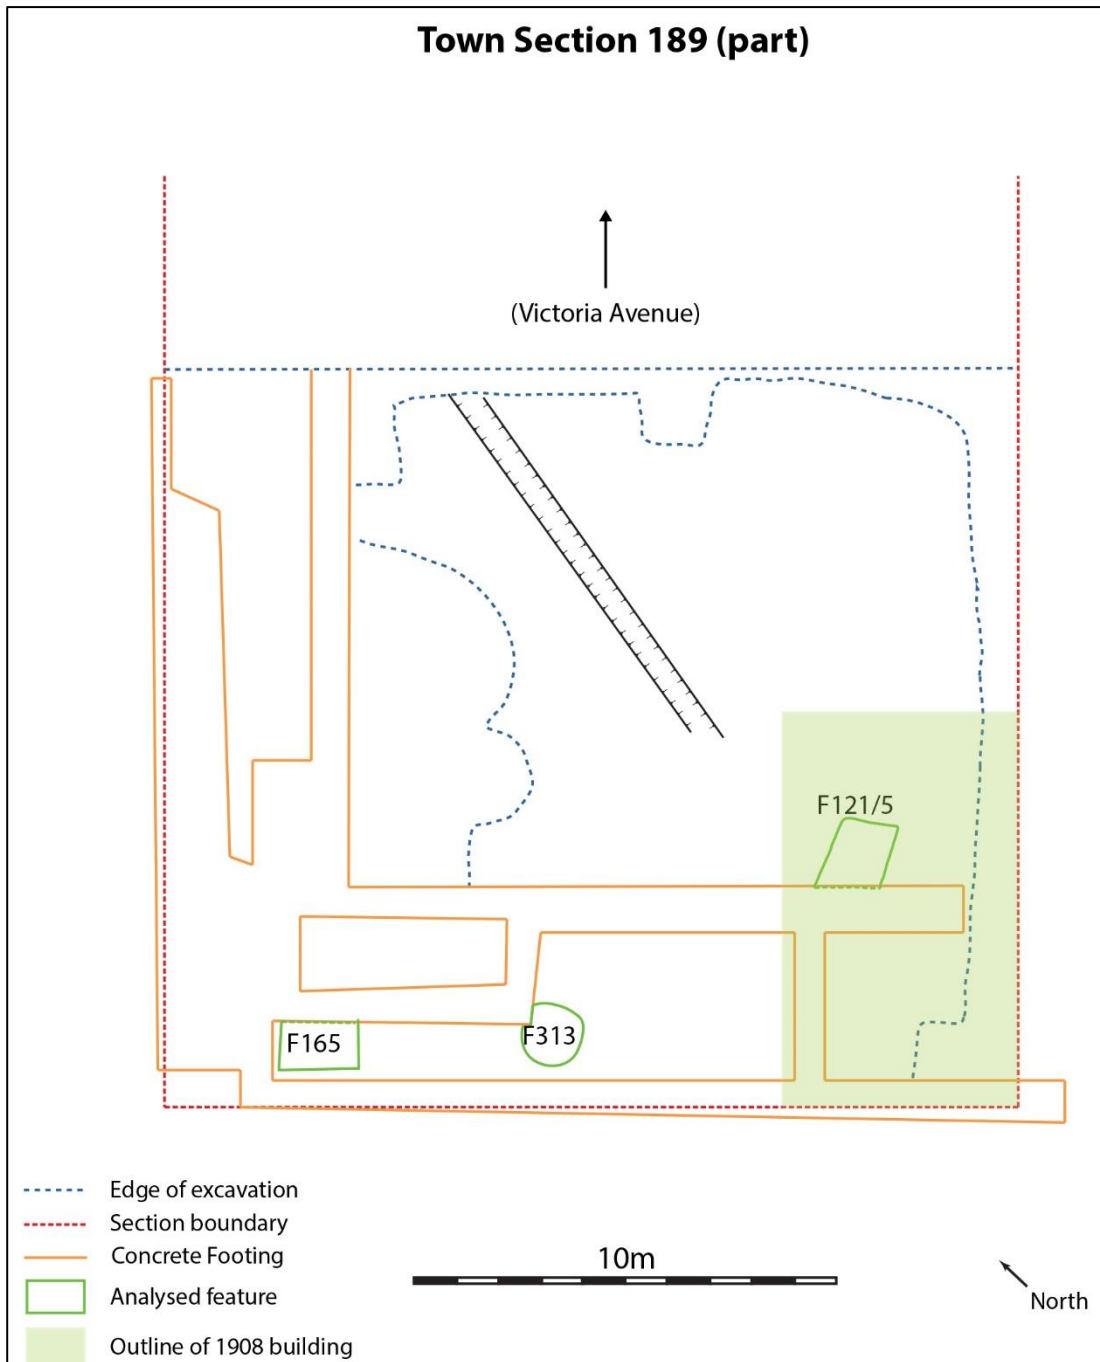 Town Section 189 (part)
(Victoria Avenue)
F121/5
F165
F313
Edge of excavation
Section boundary
Concrete Footing
Analysed feature
Outline of 1908 building
10m
North